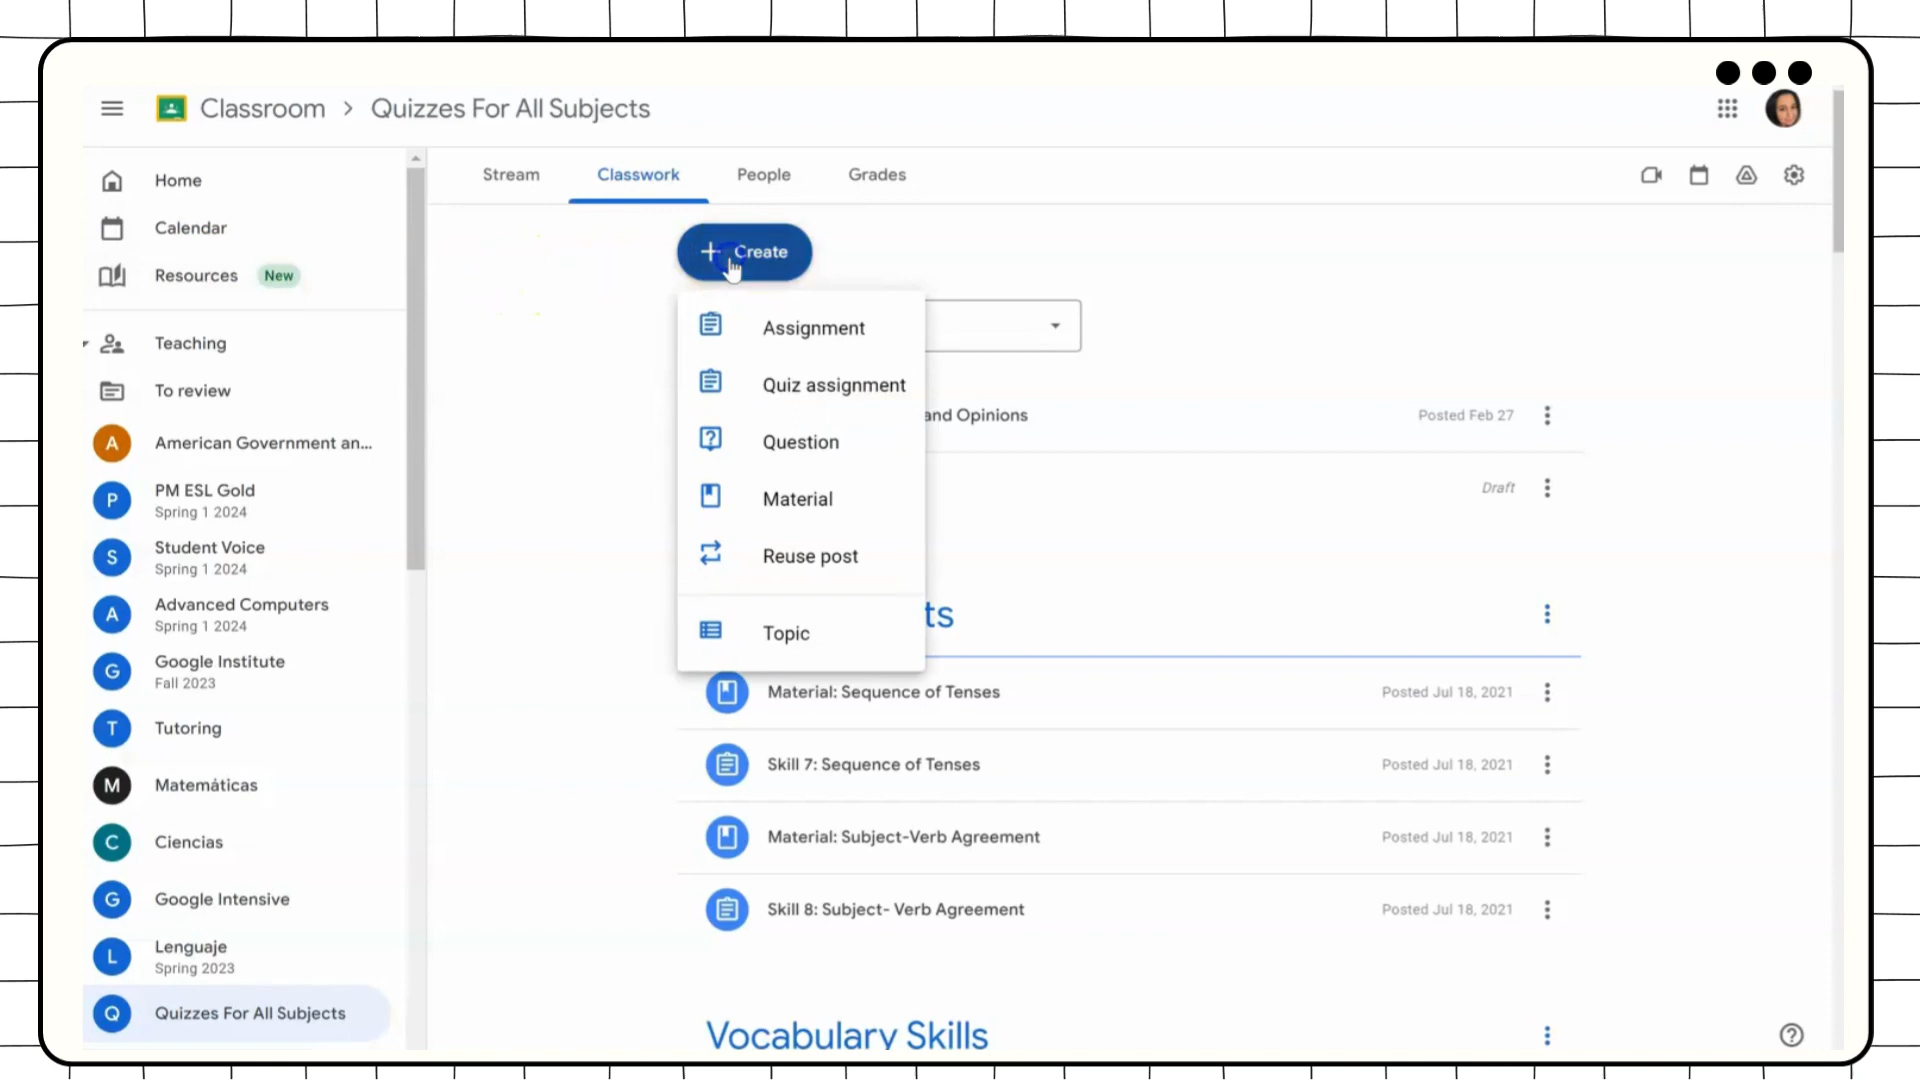 Classroom > Quizzes For All Subjects
Home
Calendar
Resources New
Teaching
To review
A American Government an...
P PM ESL Gold
Spring 1 2024
S Student Voice
Spring 1 2024
A Advanced Computers
Spring 1 2024
G Google Institute
Fall 2023
T Tutoring
M Matemáticas
C Ciencias
G Google Intensive
L Lenguaje
Spring 2023
Q Quizzes For All Subjects
Stream Classwork People Grades
+ Create
Assignment
Quiz assignment
Question
Material
Reuse post
Topic
and Opinions Posted Feb 27
Draft
ts
Material: Sequence of Tenses Posted Jul 18, 2021
Skill 7: Sequence of Tenses Posted Jul 18, 2021
Material: Subject-Verb Agreement Posted Jul 18, 2021
Skill 8: Subject- Verb Agreement Posted Jul 18, 2021
Vocabulary Skills